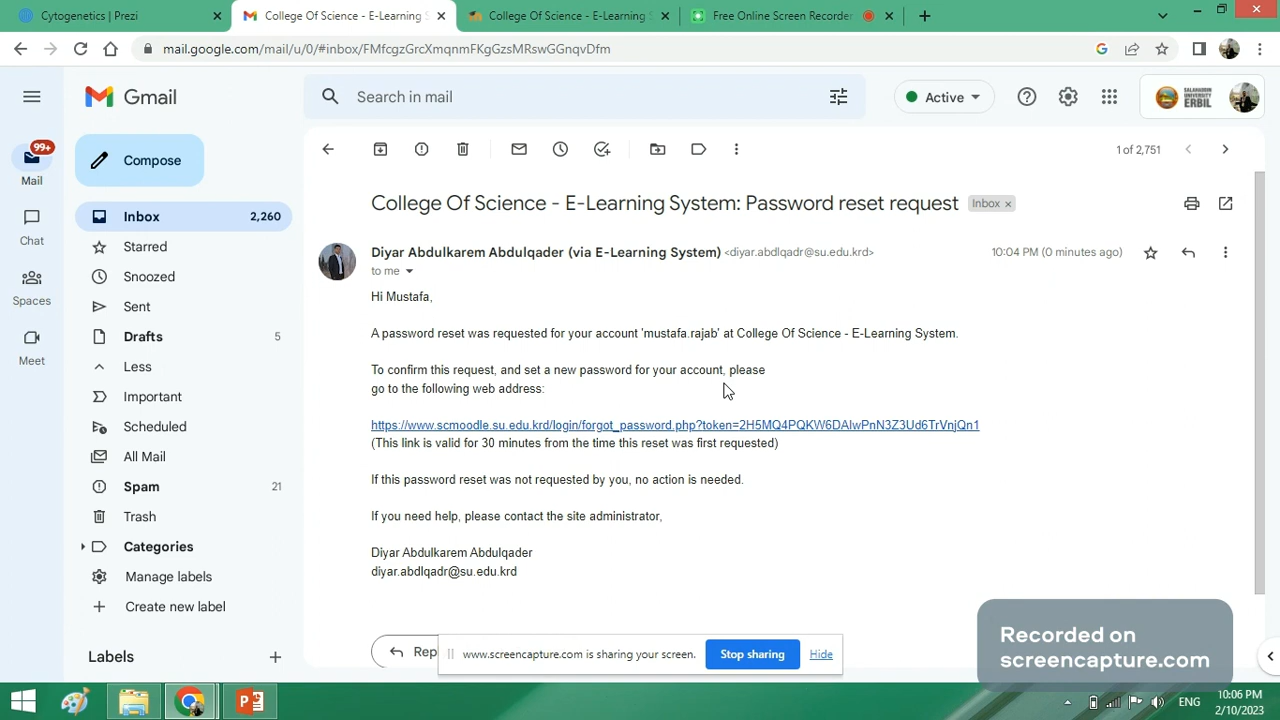 Cytogenetics | Prezi
College Of Science - E-Learning S
College Of Science - E-Learning S
Free Online Screen Recorder
mail.google.com/mail/u/0/#inbox/FMfcgzGrcXmqnmFKgGzsMRswGGnqvDfm
Gmail
Search in mail
Active
SALAHADDIN
UNIVERSITY
ERBIL
99+
Mail
Chat
Spaces
Meet
Compose
Inbox 2,260
Starred
Snoozed
Sent
Drafts 5
Less
Important
Scheduled
All Mail
Spam 21
Trash
Categories
Manage labels
Create new label
Labels
1 of 2,751
College Of Science - E-Learning System: Password reset request Inbox ×
Diyar Abdulkarem Abdulqader (via E-Learning System) <diyar.abdlqadr@su.edu.krd> 10:04 PM (0 minutes ago)
to me
Hi Mustafa,
A password reset was requested for your account 'mustafa.rajab' at College Of Science - E-Learning System.
To confirm this request, and set a new password for your account, please
go to the following web address:
https://www.scmoodle.su.edu.krd/login/forgot_password.php?token=2H5MQ4PQKW6DAIwPnN3Z3Ud6TrVnjQn1
(This link is valid for 30 minutes from the time this reset was first requested)
If this password reset was not requested by you, no action is needed.
If you need help, please contact the site administrator,
Diyar Abdulkarem Abdulqader
diyar.abdlqadr@su.edu.krd
Rep
www.screencapture.com is sharing your screen.
Stop sharing
Hide
Recorded on
screencapture.com
ENG
10:06 PM
2/10/2023